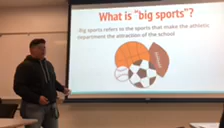 What is "big sports"?
Big sports refers to the sports that make the athletic
department the attraction of the school